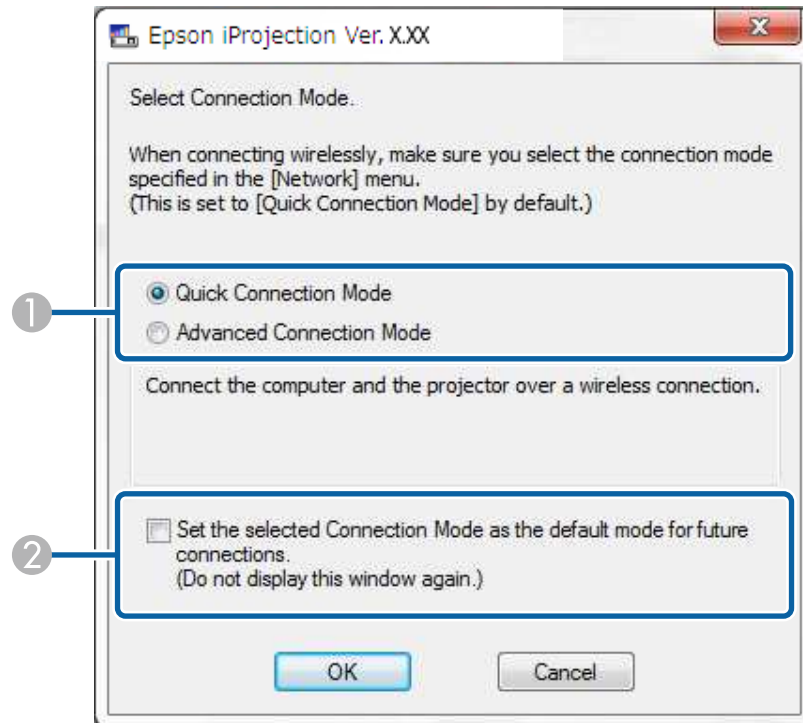 Epson iProjection Ver. X.XX
Select Connection Mode.
When connecting wirelessly, make sure you select the connection mode
specified in the [Network] menu.
(This is set to [Quick Connection Mode] by default.)
1
Quick Connection Mode
Advanced Connection Mode
Connect the computer and the projector over a wireless connection.
2
Set the selected Connection Mode as the default mode for future
connections.
(Do not display this window again.)
OK
Cancel